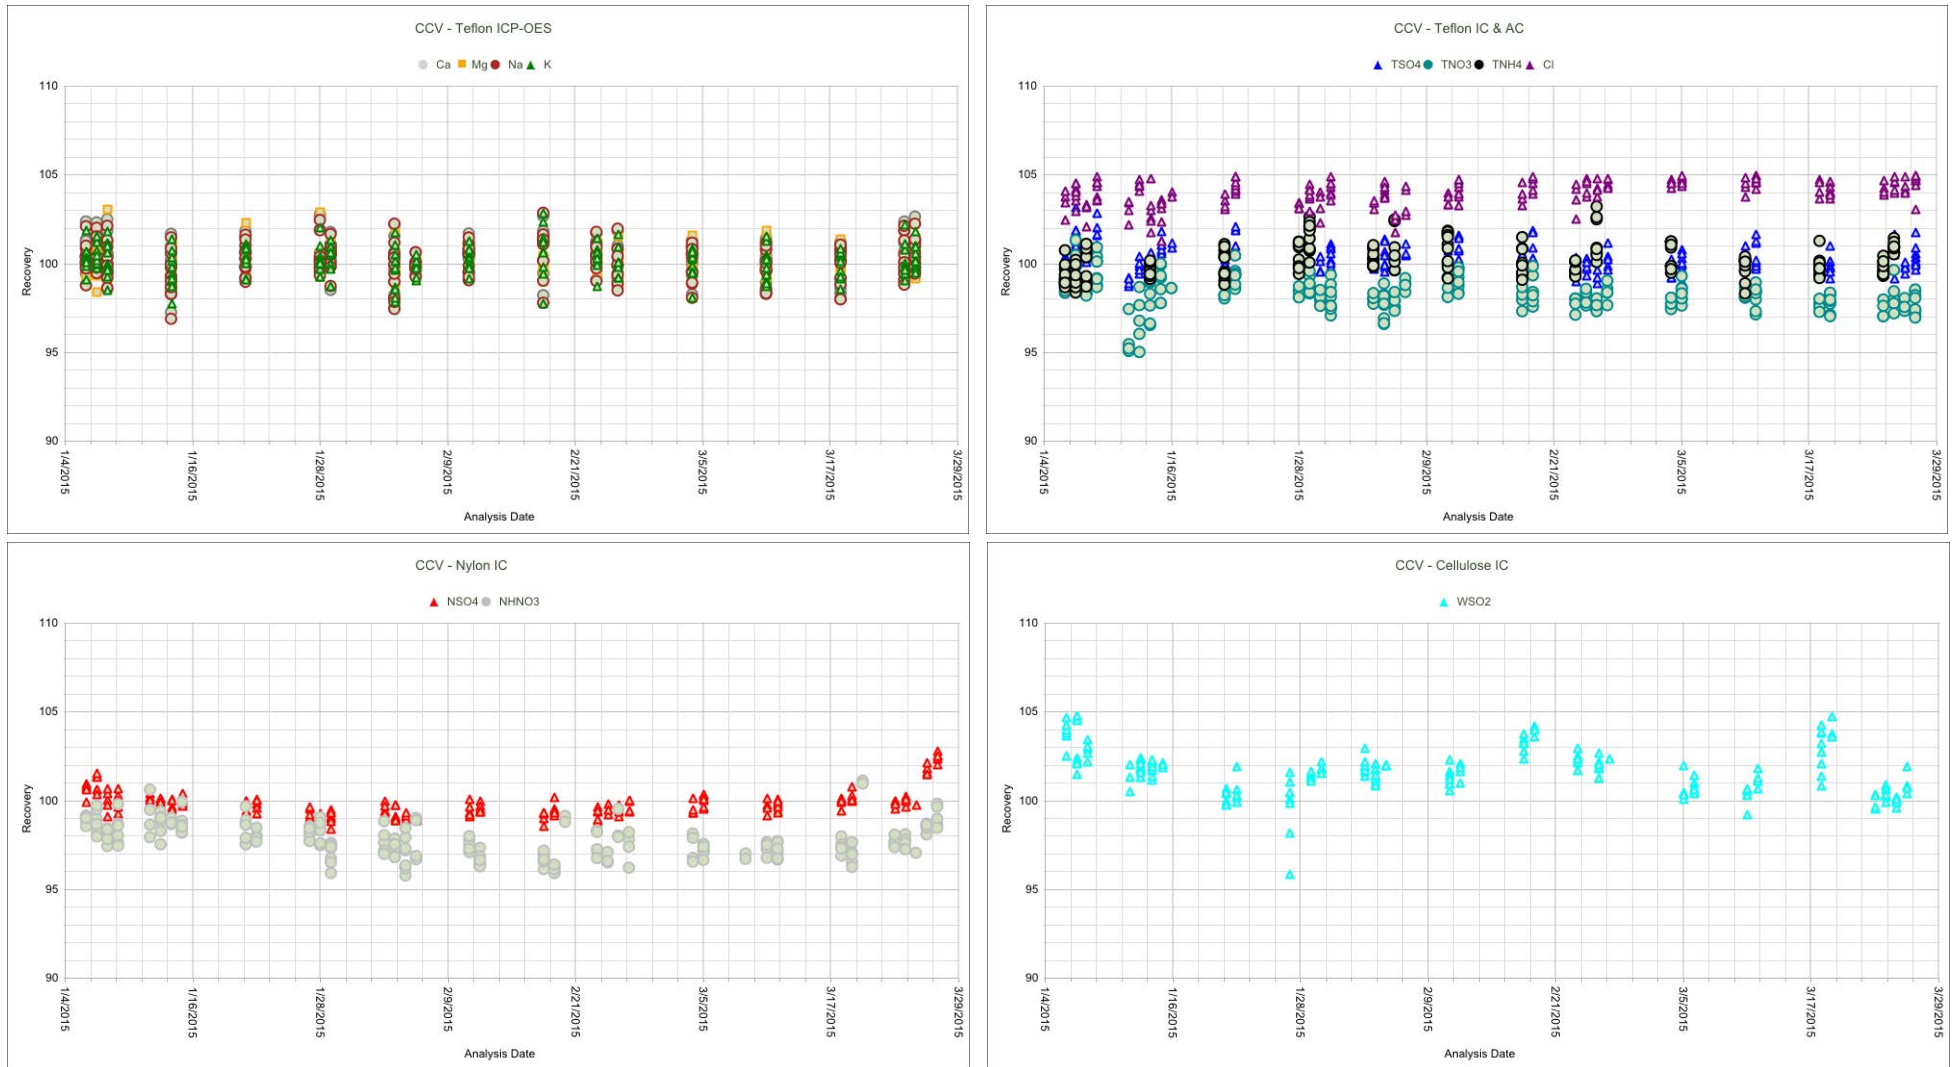 CCV - Teflon ICP-OES
Ca Mg Na K
110
105
100
95
90
Recovery
1/4/2015 1/16/2015 1/28/2015 2/9/2015 2/21/2015 3/5/2015 3/17/2015 3/29/2015
Analysis Date
CCV - Teflon IC & AC
TSO4 TNO3 TNH4 Cl
110
105
100
95
90
Recovery
1/4/2015 1/16/2015 1/28/2015 2/9/2015 2/21/2015 3/5/2015 3/17/2015 3/29/2015
Analysis Date
CCV - Nylon IC
NSO4 NHNO3
110
105
100
95
90
Recovery
1/4/2015 1/16/2015 1/28/2015 2/9/2015 2/21/2015 3/5/2015 3/17/2015 3/29/2015
Analysis Date
CCV - Cellulose IC
WSO2
110
105
100
95
90
Recovery
1/4/2015 1/16/2015 1/28/2015 2/9/2015 2/21/2015 3/5/2015 3/17/2015 3/29/2015
Analysis Date